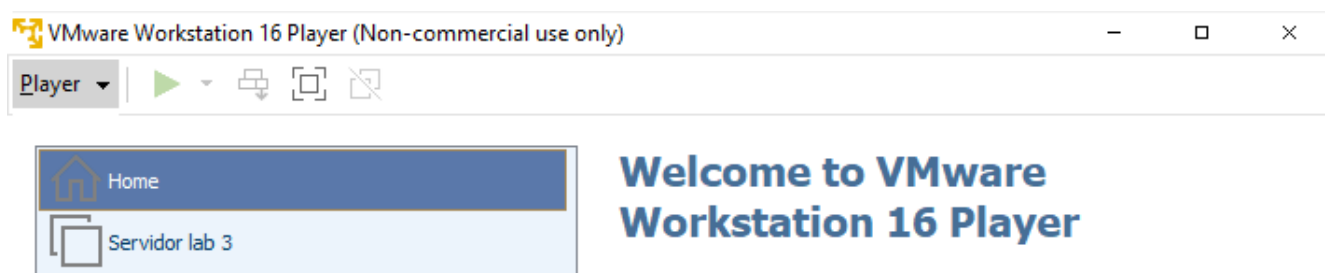 VMware Workstation 16 Player (Non-commercial use only)
Player
Home
Servidor lab 3
Welcome to VMware
Workstation 16 Player